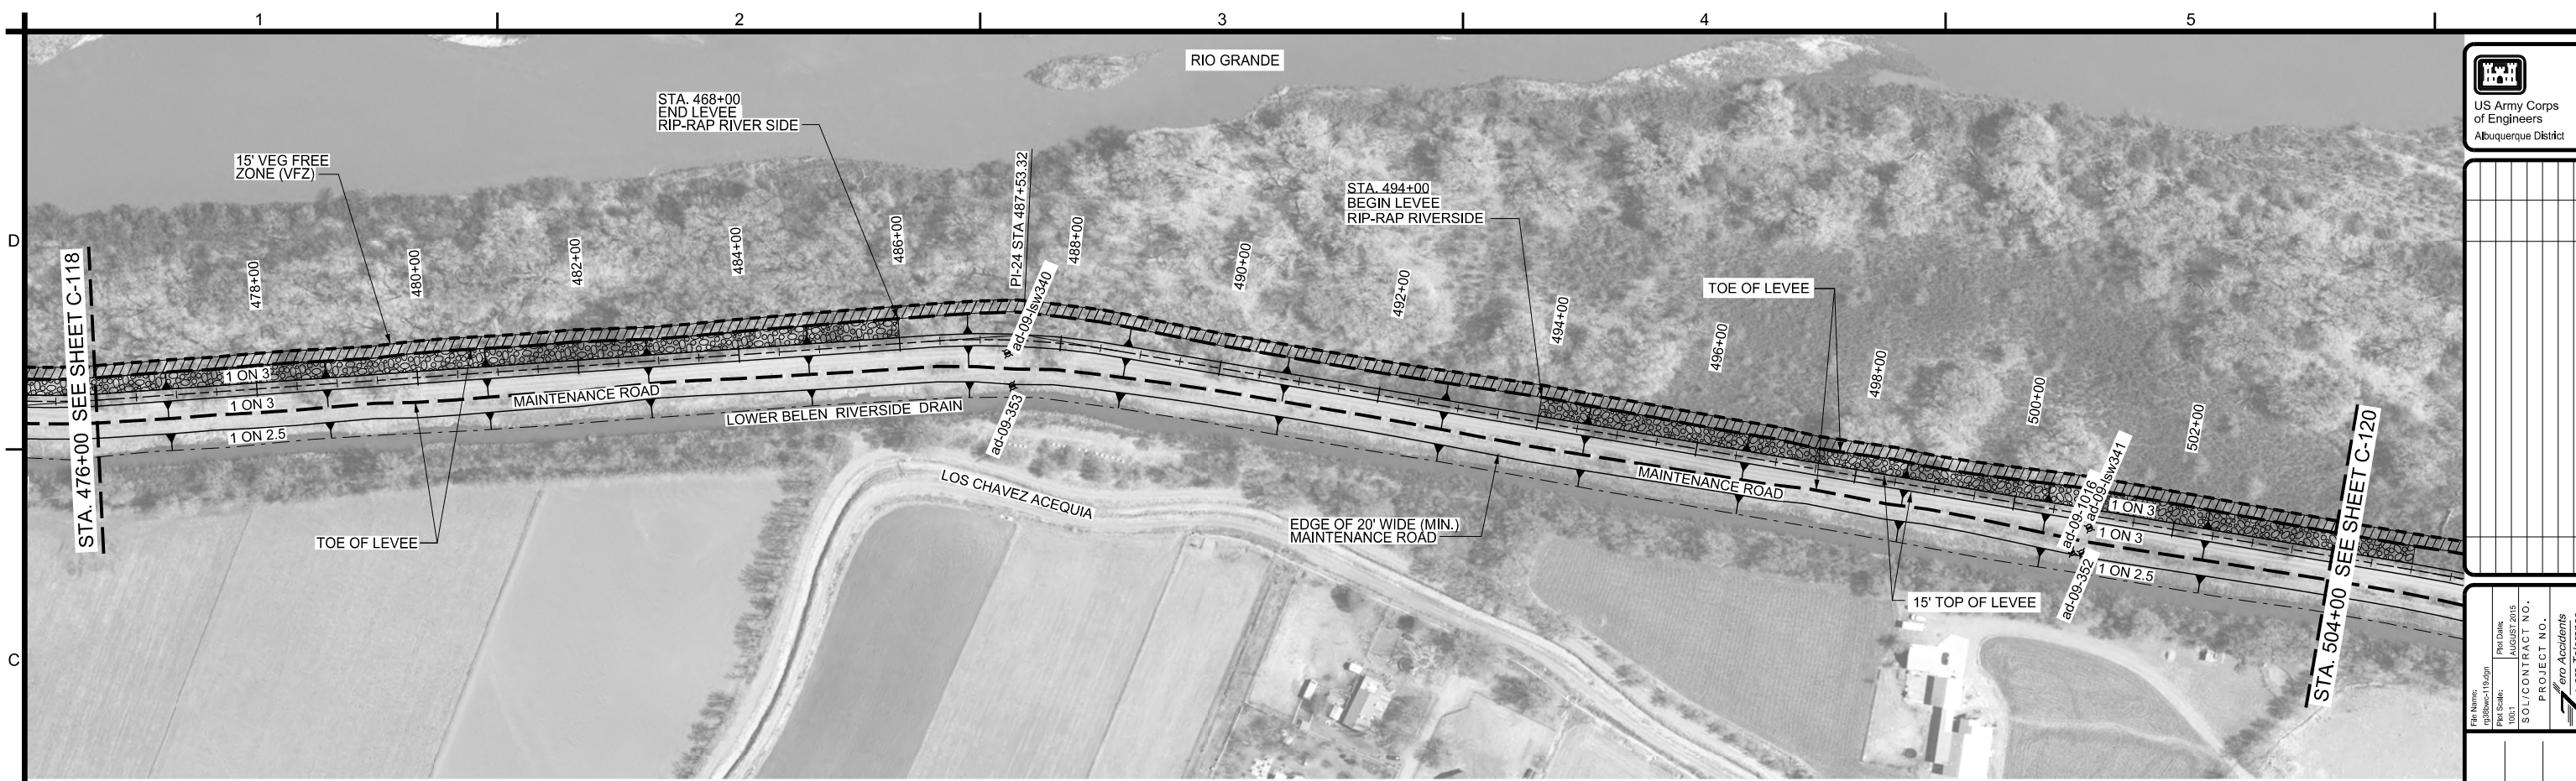 1
2
3
4
5
RIO GRANDE
US Army Corps
of Engineers
Albuquerque District
STA. 468+00
END LEVEE
RIP-RAP RIVER SIDE
15' VEG FREE
ZONE (VFZ)
STA. 494+00
BEGIN LEVEE
RIP-RAP RIVERSIDE
D
PI-24 STA 487+53.32
478+00
480+00
482+00
484+00
486+00
488+00
490+00
492+00
494+00
496+00
498+00
500+00
502+00
STA. 476+00 SEE SHEET C-118
TOE OF LEVEE
ad-09-lsw340
1 ON 3
1 ON 3
1 ON 2.5
MAINTENANCE ROAD
LOWER BELEN RIVERSIDE DRAIN
ad-09-353
LOS CHAVEZ ACEQUIA
MAINTENANCE ROAD
EDGE OF 20' WIDE (MIN.)
MAINTENANCE ROAD
TOE OF LEVEE
ad-09-1016
ad-09-lsw341
1 ON 3
1 ON 3
1 ON 2.5
ad-09-352
15' TOP OF LEVEE
STA. 504+00 SEE SHEET C-120
C
File Name:
rg38bwc-119.dgn
Plot Date:
AUGUST 2015
Plot Scale:
100:1
SOL/CONTRACT NO.
PROJECT NO.
Zero Accidents